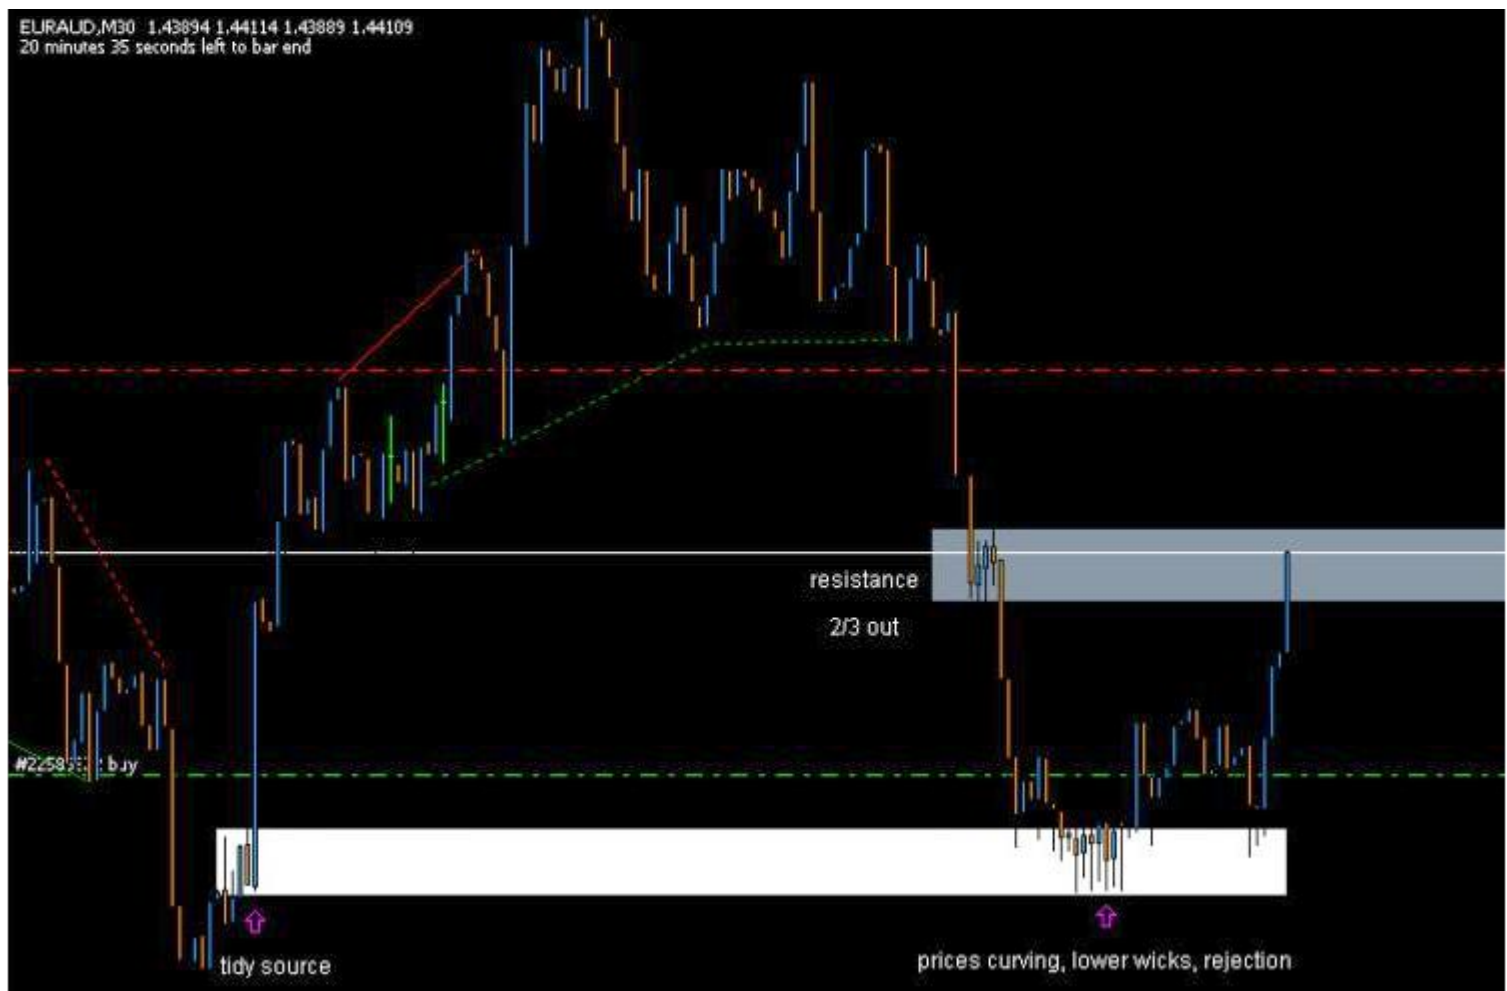 EURAUD,M30 1.43894 1.44114 1.43889 1.44109
20 minutes 35 seconds left to bar end
resistance
2/3 out
buy
tidy source
prices curving, lower wicks, rejection